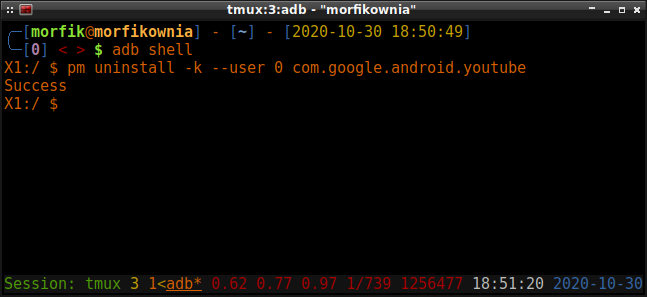 tmux:3:adb - "morfikownia"
[morfik@morfikownia] - [~] - [2020-10-30 18:50:49]
[0] < > $ adb shell
X1:/ $ pm uninstall -k --user 0 com.google.android.youtube
Success
X1:/ $
Session: tmux 3 1<adb* 0.62 0.77 0.97 1/739 1256477 18:51:20 2020-10-30